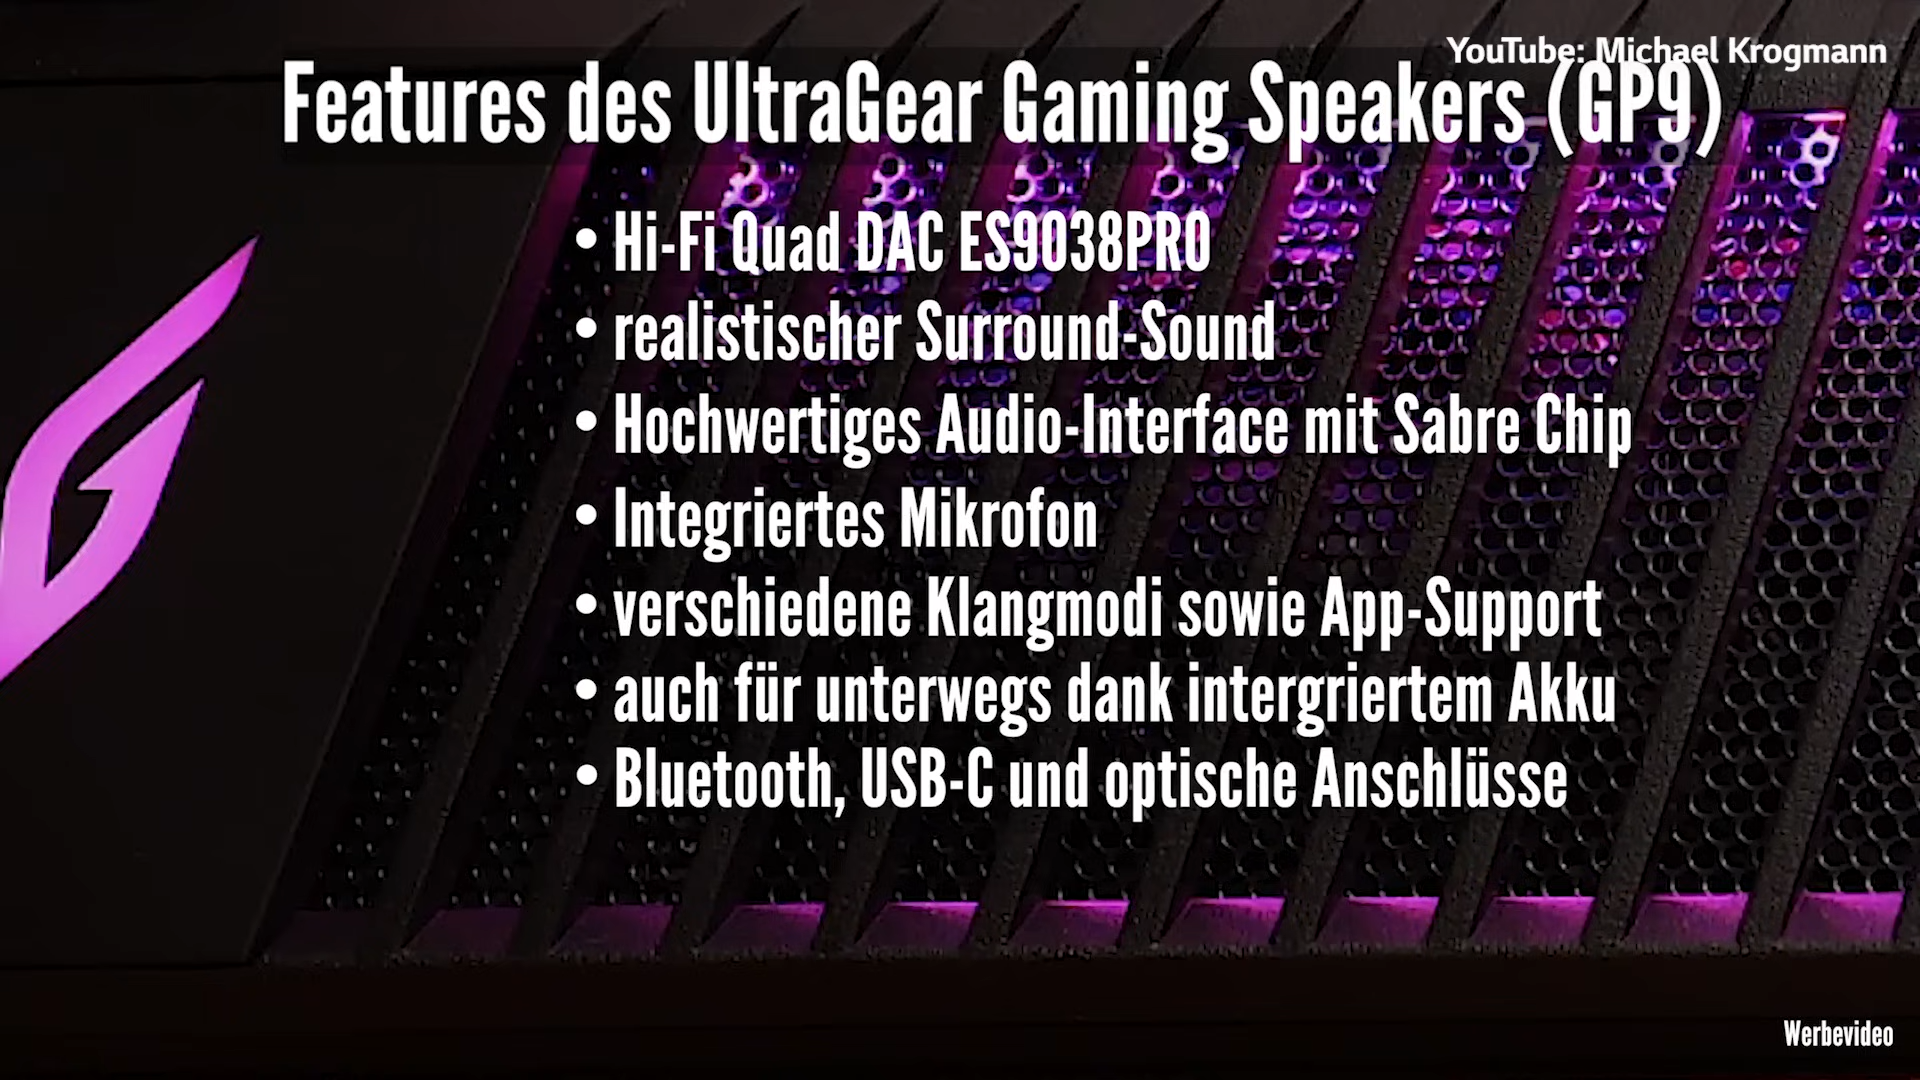 YouTube: Michael Krogmann
Features des UltraGear Gaming Speakers (GP9)
• Hi-Fi Quad DAC ES9038PRO
• realistischer Surround-Sound
• Hochwertiges Audio-Interface mit Sabre Chip
• Integriertes Mikrofon
• verschiedene Klangmodi sowie App-Support
• auch für unterwegs dank intergriertem Akku
• Bluetooth, USB-C und optische Anschlüsse
Werbevideo